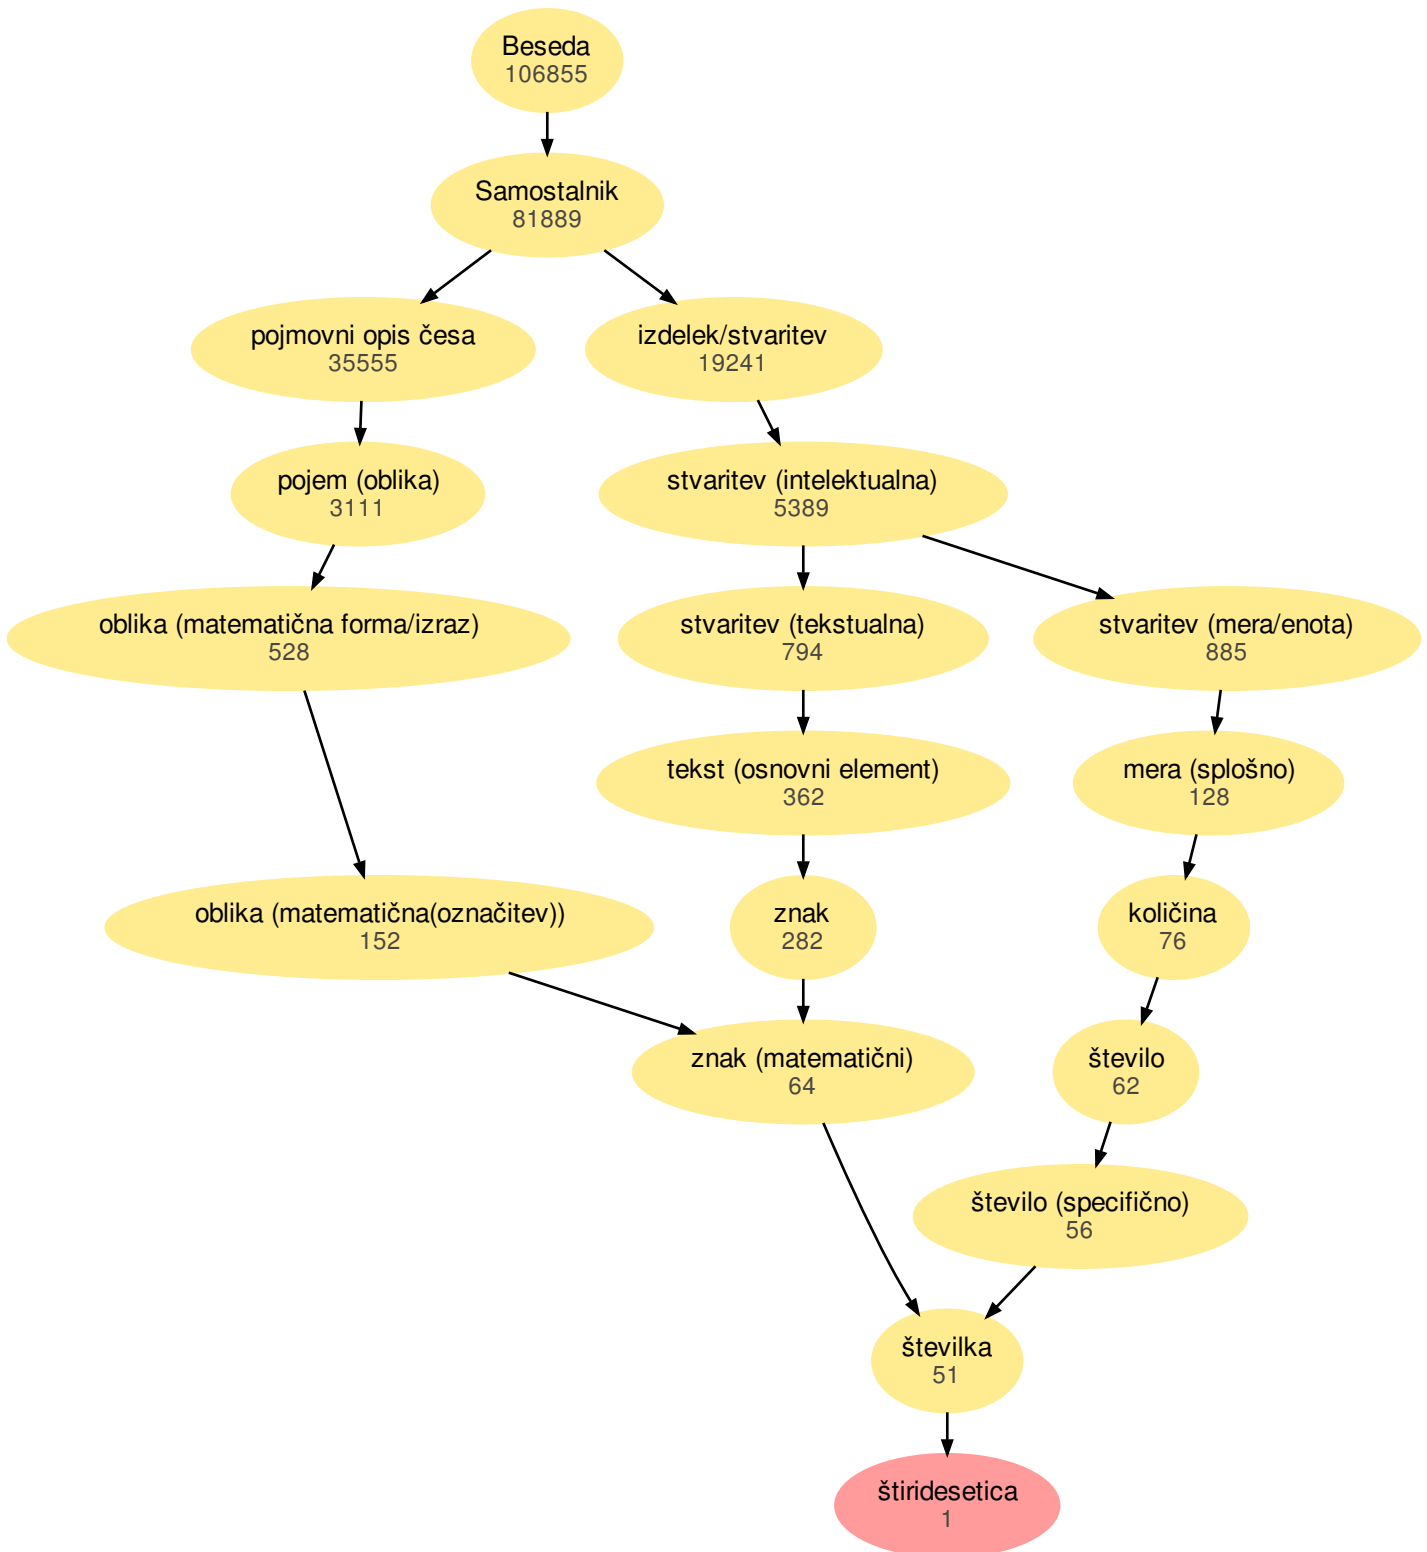 Beseda
106855
Samostalnik
81889
pojmovni opis česa
35555
izdelek/stvaritev
19241
pojem (oblika)
3111
stvaritev (intelektualna)
5389
oblika (matematična forma/izraz)
528
stvaritev (tekstualna)
794
stvaritev (mera/enota)
885
tekst (osnovni element)
362
mera (splošno)
128
oblika (matematična(označitev))
152
znak
282
količina
76
znak (matematični)
64
število
62
število (specifično)
56
številka
51
štiridesetica
1